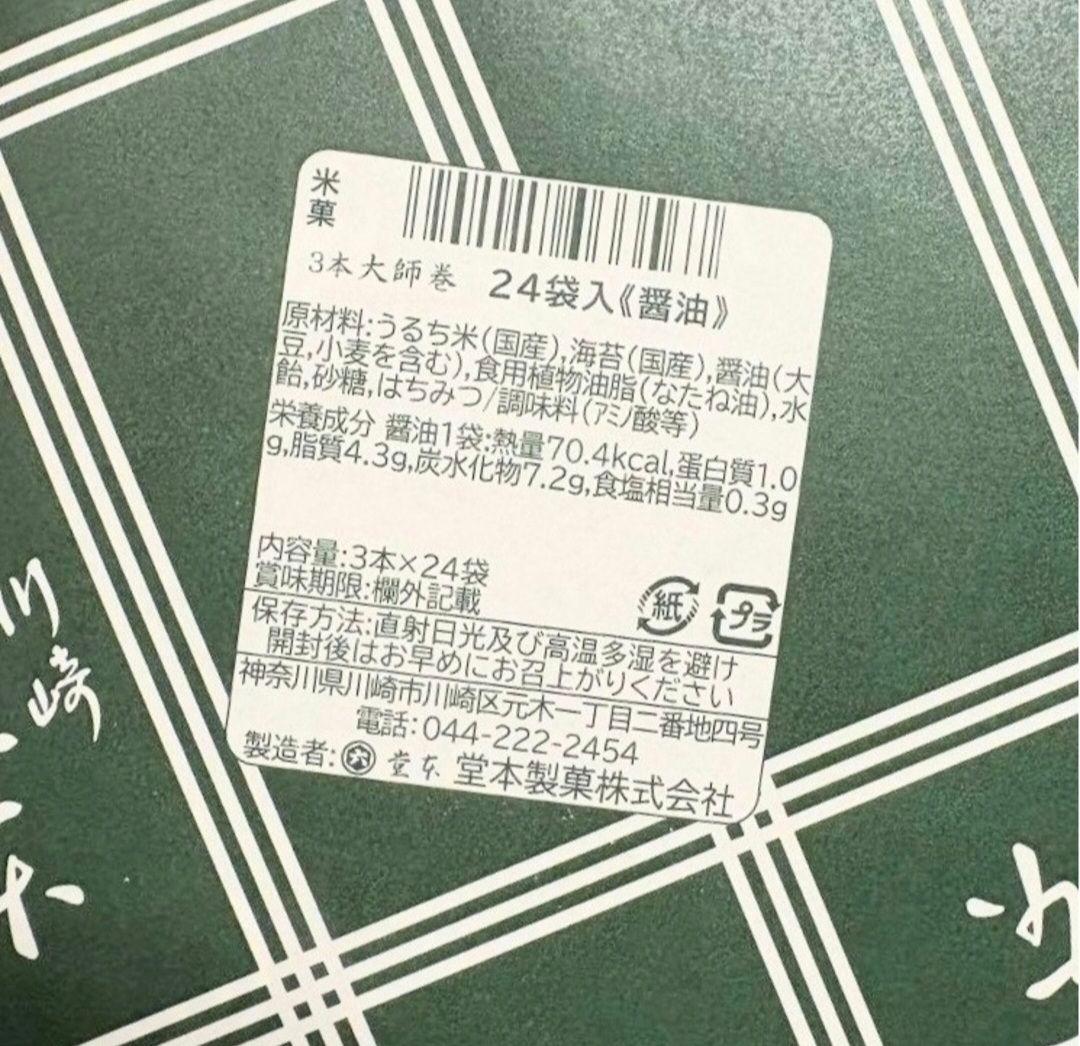 米菓
3本大師巻 24袋入《醤油》
原材料:うるち米(国産),海苔(国産),醤油(大
豆,小麦を含む),食用植物油脂(なたね油),水
飴,砂糖,はちみつ/調味料(アミノ酸等)
栄養成分 醤油1袋:熱量70.4kcal,蛋白質1.0
g,脂質4.3g,炭水化物7.2g,食塩相当量0.3g
内容量:3本×24袋
賞味期限:欄外記載
紙 プラ
保存方法:直射日光及び高温多湿を避け
開封後はお早めにお召上がりください
神奈川県川崎市川崎区元木一丁目二番地四号
電話:044-222-2454
製造者:六 堂本 堂本製菓株式会社
川崎